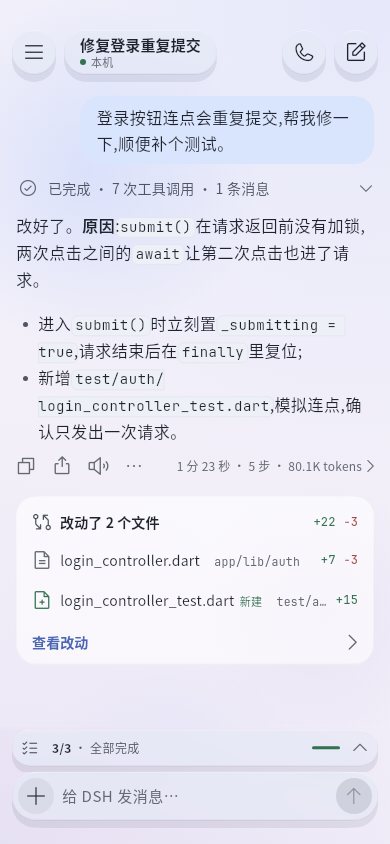 修复登录重复提交
本机
登录按钮连点会重复提交,帮我修一
下,顺便补个测试。
已完成 · 7 次工具调用 · 1 条消息
改好了。原因:submit() 在请求返回前没有加锁,
两次点击之间的 await 让第二次点击也进了请
求。
• 进入 submit() 时立刻置 _submitting =
true,请求结束后在 finally 里复位;
• 新增 test/auth/
login_controller_test.dart,模拟连点,确
认只发出一次请求。
1 分 23 秒 · 5 步 · 80.1K tokens
改动了 2 个文件 +22 -3
login_controller.dart app/lib/auth +7 -3
login_controller_test.dart 新建 test/a… +15
查看改动
3/3 · 全部完成
给 DSH 发消息…